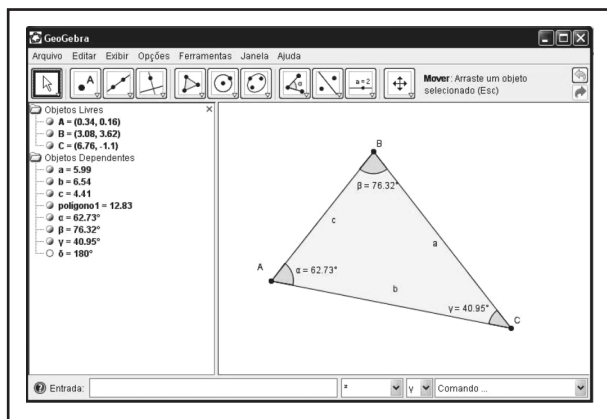 GeoGebra
Arquivo Editar Exibir Opções Ferramentas Janela Ajuda
A
a=2
Mover: Arraste um objeto
selecionado (Esc)
Objetos Livres
A = (0.34, 0.16)
B = (3.08, 3.62)
C = (6.76, -1.1)
Objetos Dependentes
a = 5.99
b = 6.54
c = 4.41
polígono1 = 12.83
α = 62.73°
β = 76.32°
γ = 40.95°
δ = 180°
B
β = 76.32°
c
a
A
α = 62.73°
b
γ = 40.95°
C
Entrada:
γ
Comando ...